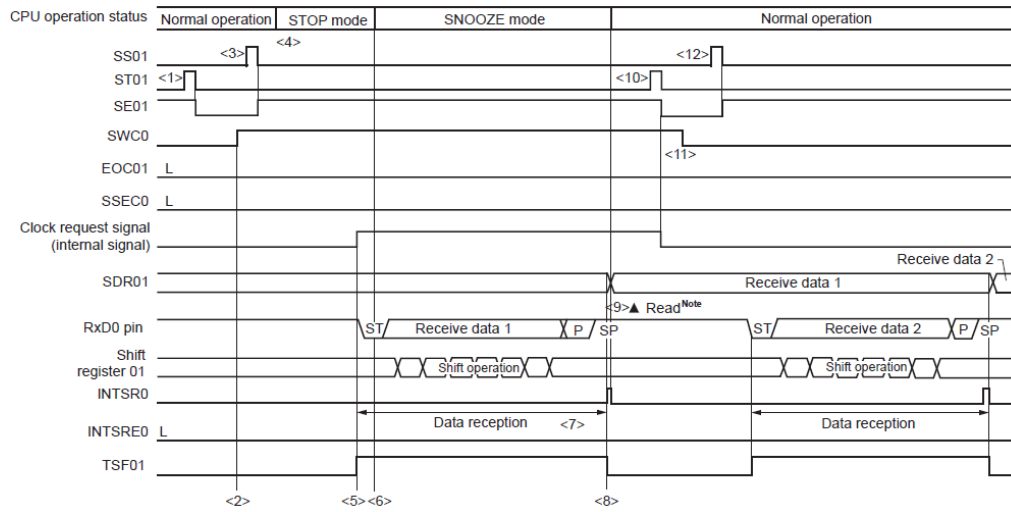 CPU operation status Normal operation STOP mode SNOOZE mode Normal operation
<4>
SS01 <3> <12>
ST01 <1> <10>
SE01
SWC0
<11>
EOC01 L
SSEC0 L
Clock request signal
(internal signal)
Receive data 2
SDR01 Receive data 1
<9>▲ Read Note
RxD0 pin ST Receive data 1 P SP ST Receive data 2 P SP
Shift
register 01 Shift operation Shift operation
INTSR0
Data reception <7> Data reception
INTSRE0 L
TSF01
<2> <5> <6> <8>